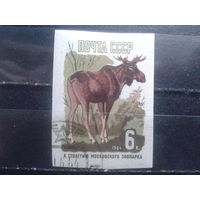 ПОЧТА СССР
6к.
1964
К СТОЛЕТИЮ МОСКОВСКОГО ЗООПАРКА